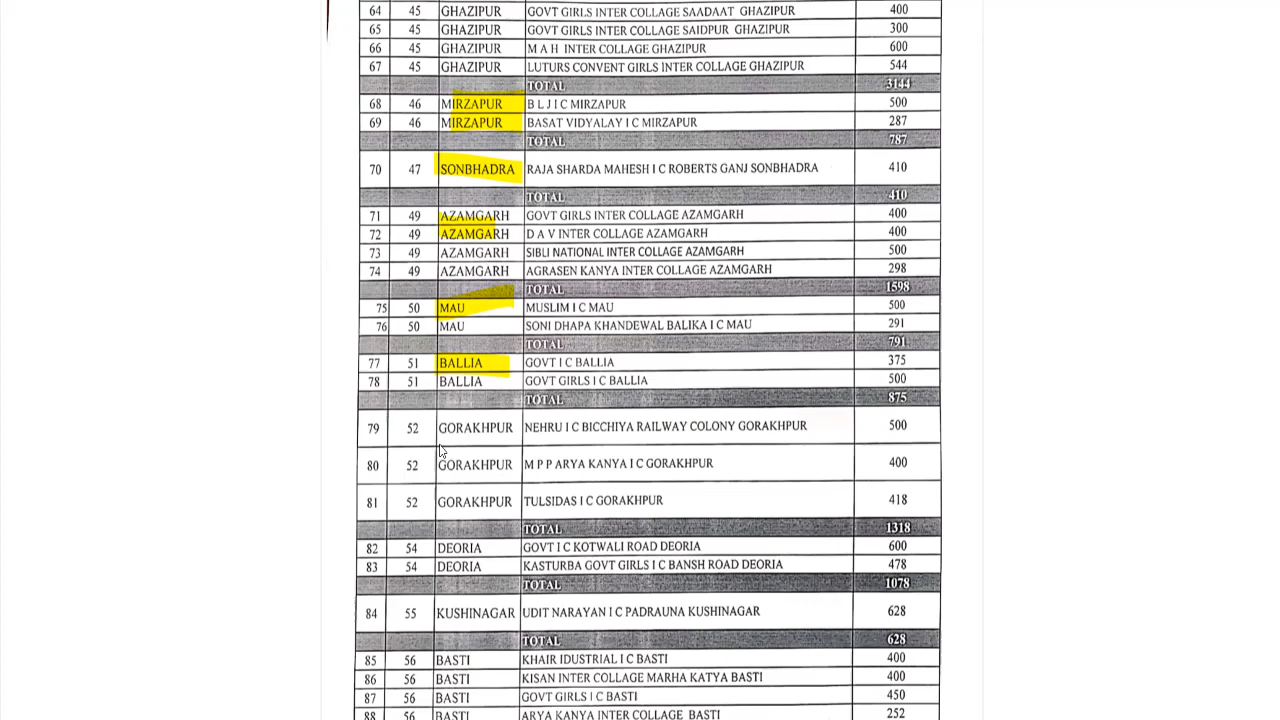 64 45 GHAZIPUR GOVT GIRLS INTER COLLAGE SAADAAT GHAZIPUR 400
65 45 GHAZIPUR GOVT GIRLS INTER COLLAGE SAIDPUR GHAZIPUR 300
66 45 GHAZIPUR M A H INTER COLLAGE GHAZIPUR 600
67 45 GHAZIPUR LUTURS CONVENT GIRLS INTER COLLAGE GHAZIPUR 544
TOTAL 3144
68 46 MIRZAPUR B L J I C MIRZAPUR 500
69 46 MIRZAPUR BASAT VIDYALAY I C MIRZAPUR 287
TOTAL 787
70 47 SONBHADRA RAJA SHARDA MAHESH I C ROBERTS GANJ SONBHADRA 410
TOTAL 410
71 49 AZAMGARH GOVT GIRLS INTER COLLAGE AZAMGARH 400
72 49 AZAMGARH D A V INTER COLLAGE AZAMGARH 400
73 49 AZAMGARH SIBLI NATIONAL INTER COLLAGE AZAMGARH 500
74 49 AZAMGARH AGRASEN KANYA INTER COLLAGE AZAMGARH 298
TOTAL 1598
75 50 MAU MUSLIM I C MAU 500
76 50 MAU SONI DHAPA KHANDEWAL BALIKA I C MAU 291
TOTAL 791
77 51 BALLIA GOVT I C BALLIA 375
78 51 BALLIA GOVT GIRLS I C BALLIA 500
TOTAL 875
79 52 GORAKHPUR NEHRU I C BICCHIYA RAILWAY COLONY GORAKHPUR 500
80 52 GORAKHPUR M P P ARYA KANYA I C GORAKHPUR 400
81 52 GORAKHPUR TULSIDAS I C GORAKHPUR 418
TOTAL 1318
82 54 DEORIA GOVT I C KOTWALI ROAD DEORIA 600
83 54 DEORIA KASTURBA GOVT GIRLS I C BANSH ROAD DEORIA 478
TOTAL 1078
84 55 KUSHINAGAR UDIT NARAYAN I C PADRAUNA KUSHINAGAR 628
TOTAL 628
85 56 BASTI KHAIR IDUSTRIAL I C BASTI 400
86 56 BASTI KISAN INTER COLLAGE MARHA KATYA BASTI 400
87 56 BASTI GOVT GIRLS I C BASTI 450
88 56 BASTI ARYA KANYA INTER COLLAGE BASTI 252